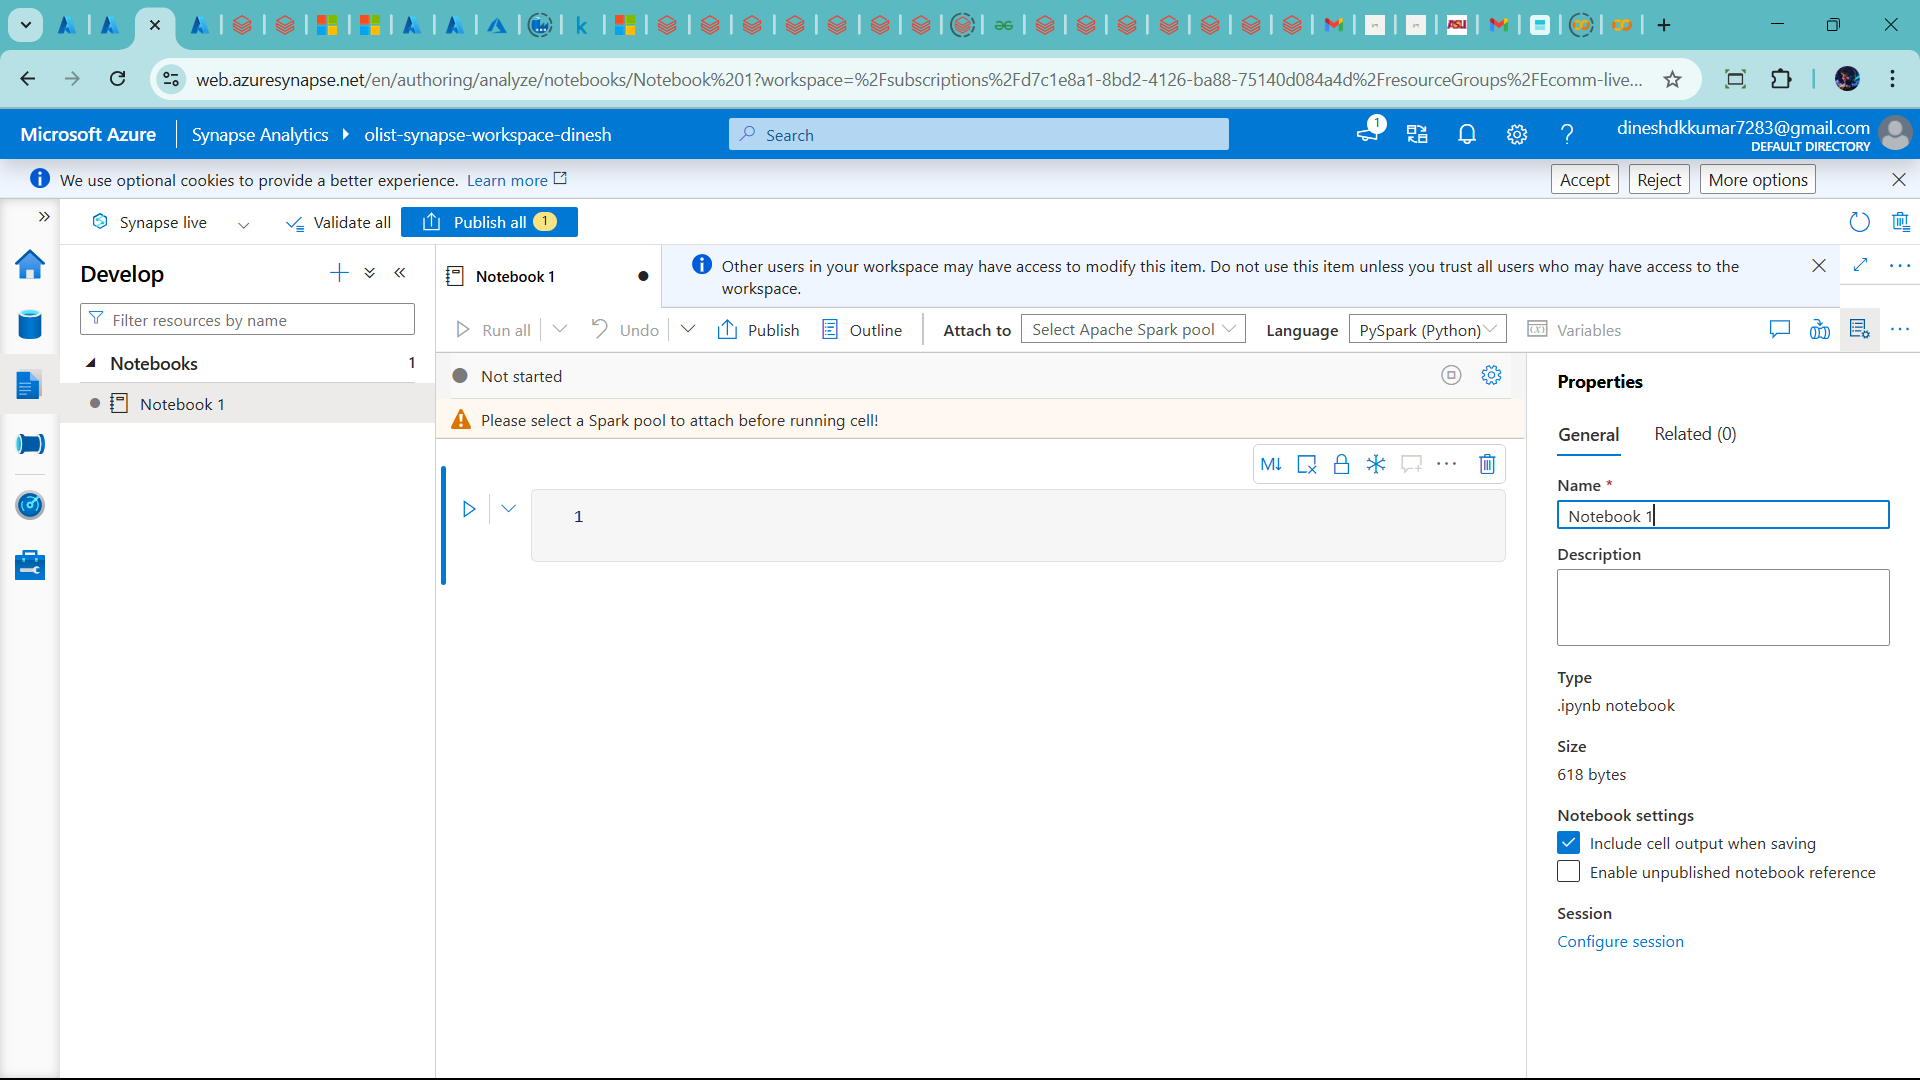 web.azuresynapse.net/en/authoring/analyze/notebooks/Notebook%201?workspace=%2Fsubscriptions%2Fd7c1e8a1-8bd2-4126-ba88-75140d084a4d%2FresourceGroups%2FEcomm-live...
Microsoft Azure
Synapse Analytics
olist-synapse-workspace-dinesh
Search
1
dineshdkkumar7283@gmail.com
DEFAULT DIRECTORY
We use optional cookies to provide a better experience. Learn more
Accept
Reject
More options
Synapse live
Validate all
Publish all 1
Develop
Filter resources by name
Notebooks 1
Notebook 1
Notebook 1
Other users in your workspace may have access to modify this item. Do not use this item unless you trust all users who may have access to the
workspace.
Run all
Undo
Publish
Outline
Attach to
Select Apache Spark pool
Language
PySpark (Python)
Variables
Not started
Please select a Spark pool to attach before running cell!
M↓
1
Properties
General
Related (0)
Name *
Notebook 1
Description
Type
.ipynb notebook
Size
618 bytes
Notebook settings
Include cell output when saving
Enable unpublished notebook reference
Session
Configure session